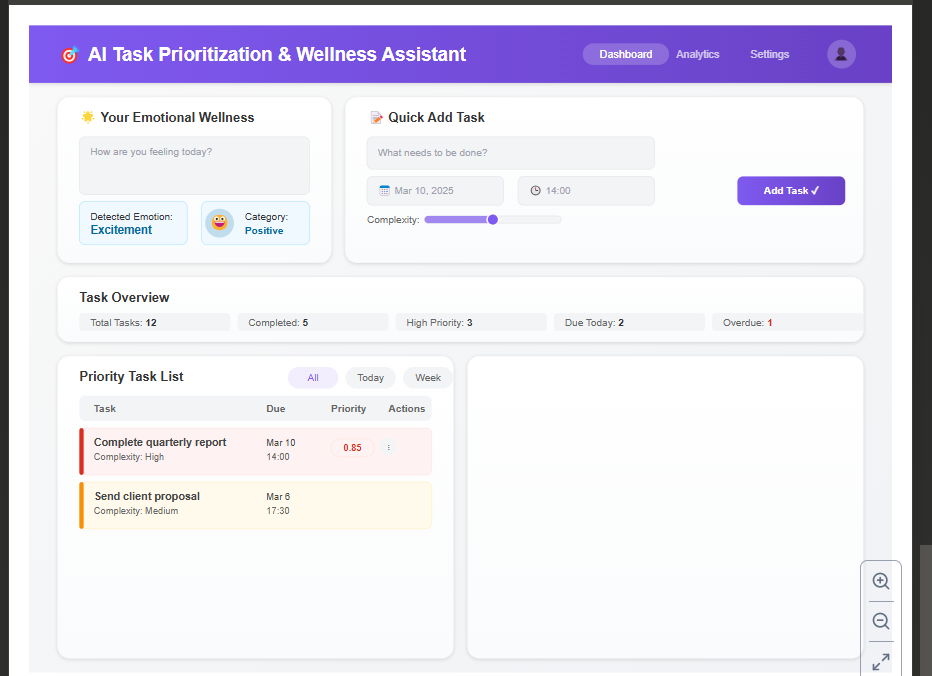 AI Task Prioritization & Wellness Assistant
Dashboard
Analytics
Settings
Your Emotional Wellness
How are you feeling today?
Detected Emotion:
Excitement
Category:
Positive
Quick Add Task
What needs to be done?
Mar 10, 2025
14:00
Add Task ✓
Complexity:
Task Overview
Total Tasks: 12
Completed: 5
High Priority: 3
Due Today: 2
Overdue: 1
Priority Task List
All
Today
Week
Task Due Priority Actions
Complete quarterly report
Complexity: High
Mar 10
14:00
0.85
Send client proposal
Complexity: Medium
Mar 6
17:30